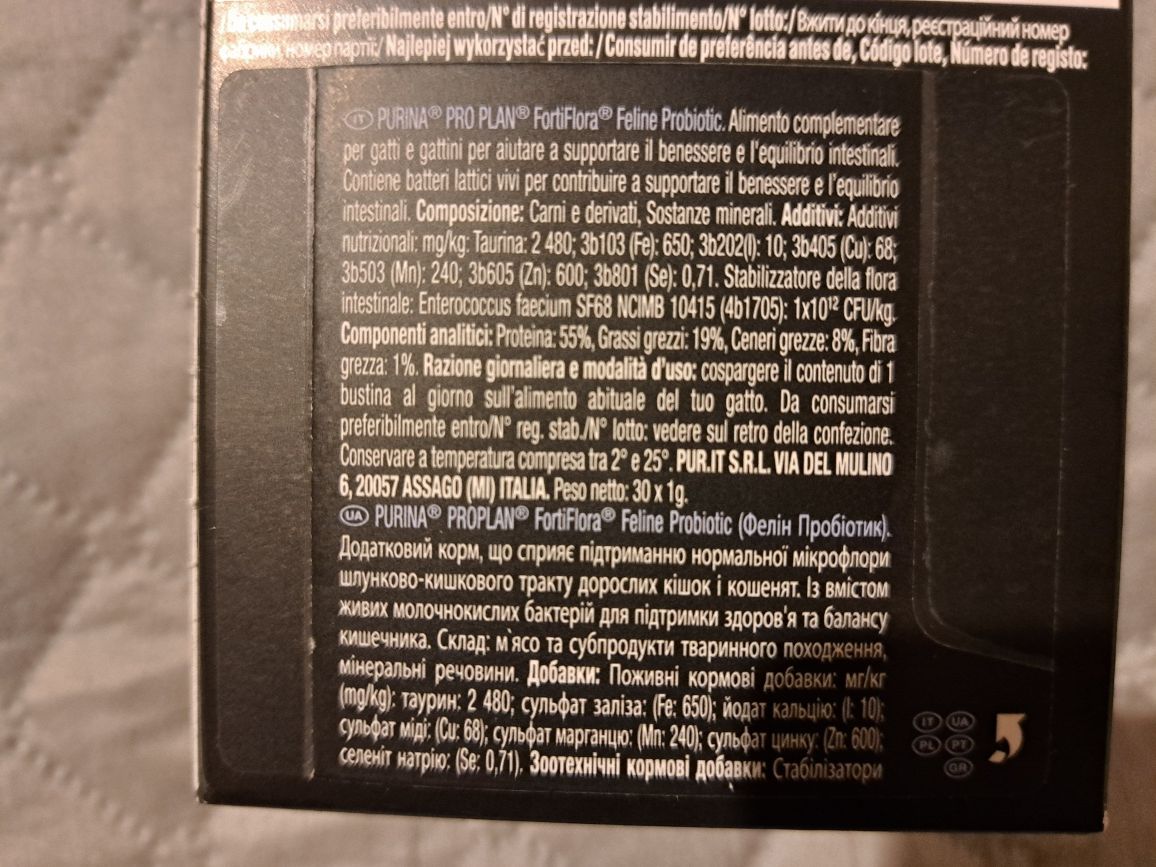 Da consumarsi preferibilmente entro/N° di registrazione stabilimento/N° lotto:/ Вжити до кінця, реєстраційний номер
фабрики, номер партії:/ Najlepiej wykorzystać przed: / Consumir de preferência antes de, Código lote, Número de registo:
IT PURINA® PRO PLAN® FortiFlora® Feline Probiotic. Alimento complementare
per gatti e gattini per aiutare a supportare il benessere e l'equilibrio intestinali.
Contiene batteri lattici vivi per contribuire a supportare il benessere e l'equilibrio
intestinali. Composizione: Carni e derivati, Sostanze minerali. Additivi: Additivi
nutrizionali: mg/kg: Taurina: 2 480; 3b103 (Fe): 650; 3b202(I): 10; 3b405 (Cu): 68;
3b503 (Mn): 240; 3b605 (Zn): 600; 3b801 (Se): 0,71. Stabilizzatore della flora
intestinale: Enterococcus faecium SF68 NCIMB 10415 (4b1705): 1x10¹² CFU/kg.
Componenti analitici: Proteina: 55%, Grassi grezzi: 19%, Ceneri grezze: 8%, Fibra
grezza: 1%. Razione giornaliera e modalità d'uso: cospargere il contenuto di 1
bustina al giorno sull'alimento abituale del tuo gatto. Da consumarsi
preferibilmente entro/N° reg. stab./N° lotto: vedere sul retro della confezione.
Conservare a temperatura compresa tra 2° e 25°. PUR.IT S.R.L. VIA DEL MULINO
6, 20057 ASSAGO (MI) ITALIA. Peso netto: 30 x 1g.
UA PURINA® PROPLAN® FortiFlora® Feline Probiotic (Фелін Пробіотик).
Додатковий корм, що сприяє підтриманню нормальної мікрофлори
шлунково-кишкового тракту дорослих кішок і кошенят. Із вмістом
живих молочнокислих бактерій для підтримки здоров'я та балансу
кишечника. Склад: м`ясо та субпродукти тваринного походження,
мінеральні речовини. Добавки: Поживні кормові добавки: мг/кг
(mg/kg): таурин: 2 480; сульфат заліза: (Fe: 650); йодат кальцію: (I: 10);
сульфат міді: (Cu: 68); сульфат марганцю: (Mn: 240); сульфат цинку: (Zn: 600);
селеніт натрію: (Se: 0,71). Зоотехнічні кормові добавки: Стабілізатори
IT UA
PL PT
GR